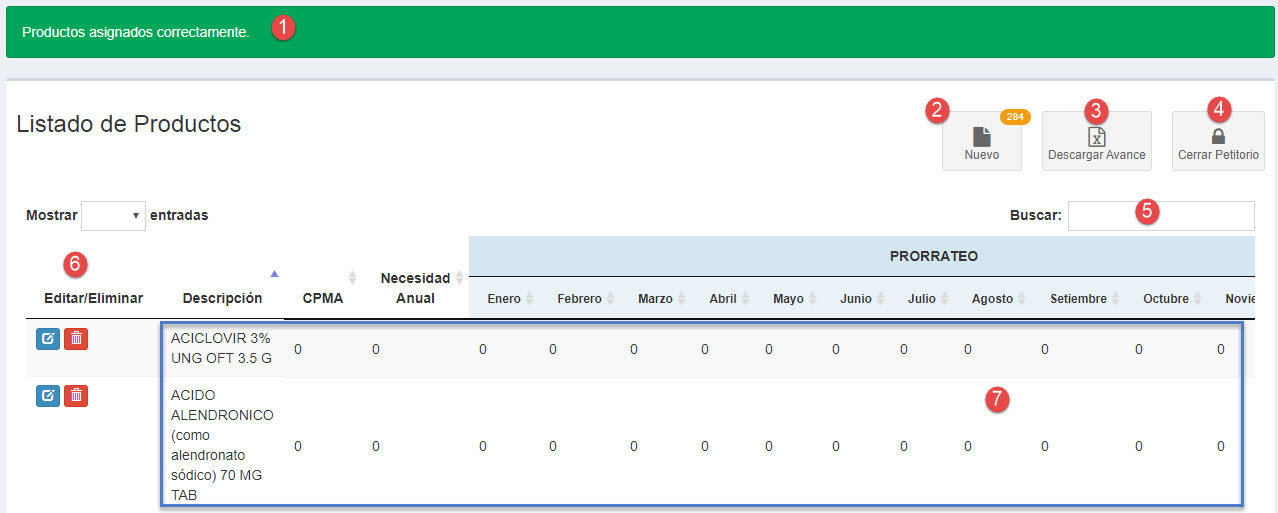 Productos asignados correctamente. 1
Listado de Productos
2 284 3 4
Nuevo Descargar Avance Cerrar Petitorio
Mostrar entradas Buscar: 5
PRORRATEO
6
Editar/Eliminar Descripción CPMA Necesidad Anual Enero Febrero Marzo Abril Mayo Junio Julio Agosto Setiembre Octubre Novie
ACICLOVIR 3%
UNG OFT 3.5 G
0 0 0 0 0 0 0 0 0 0 0 0 0
ACIDO
ALENDRONICO
(como
alendronato
sódico) 70 MG
TAB
0 0 0 0 0 0 0 0 0 0 0 0 0
7